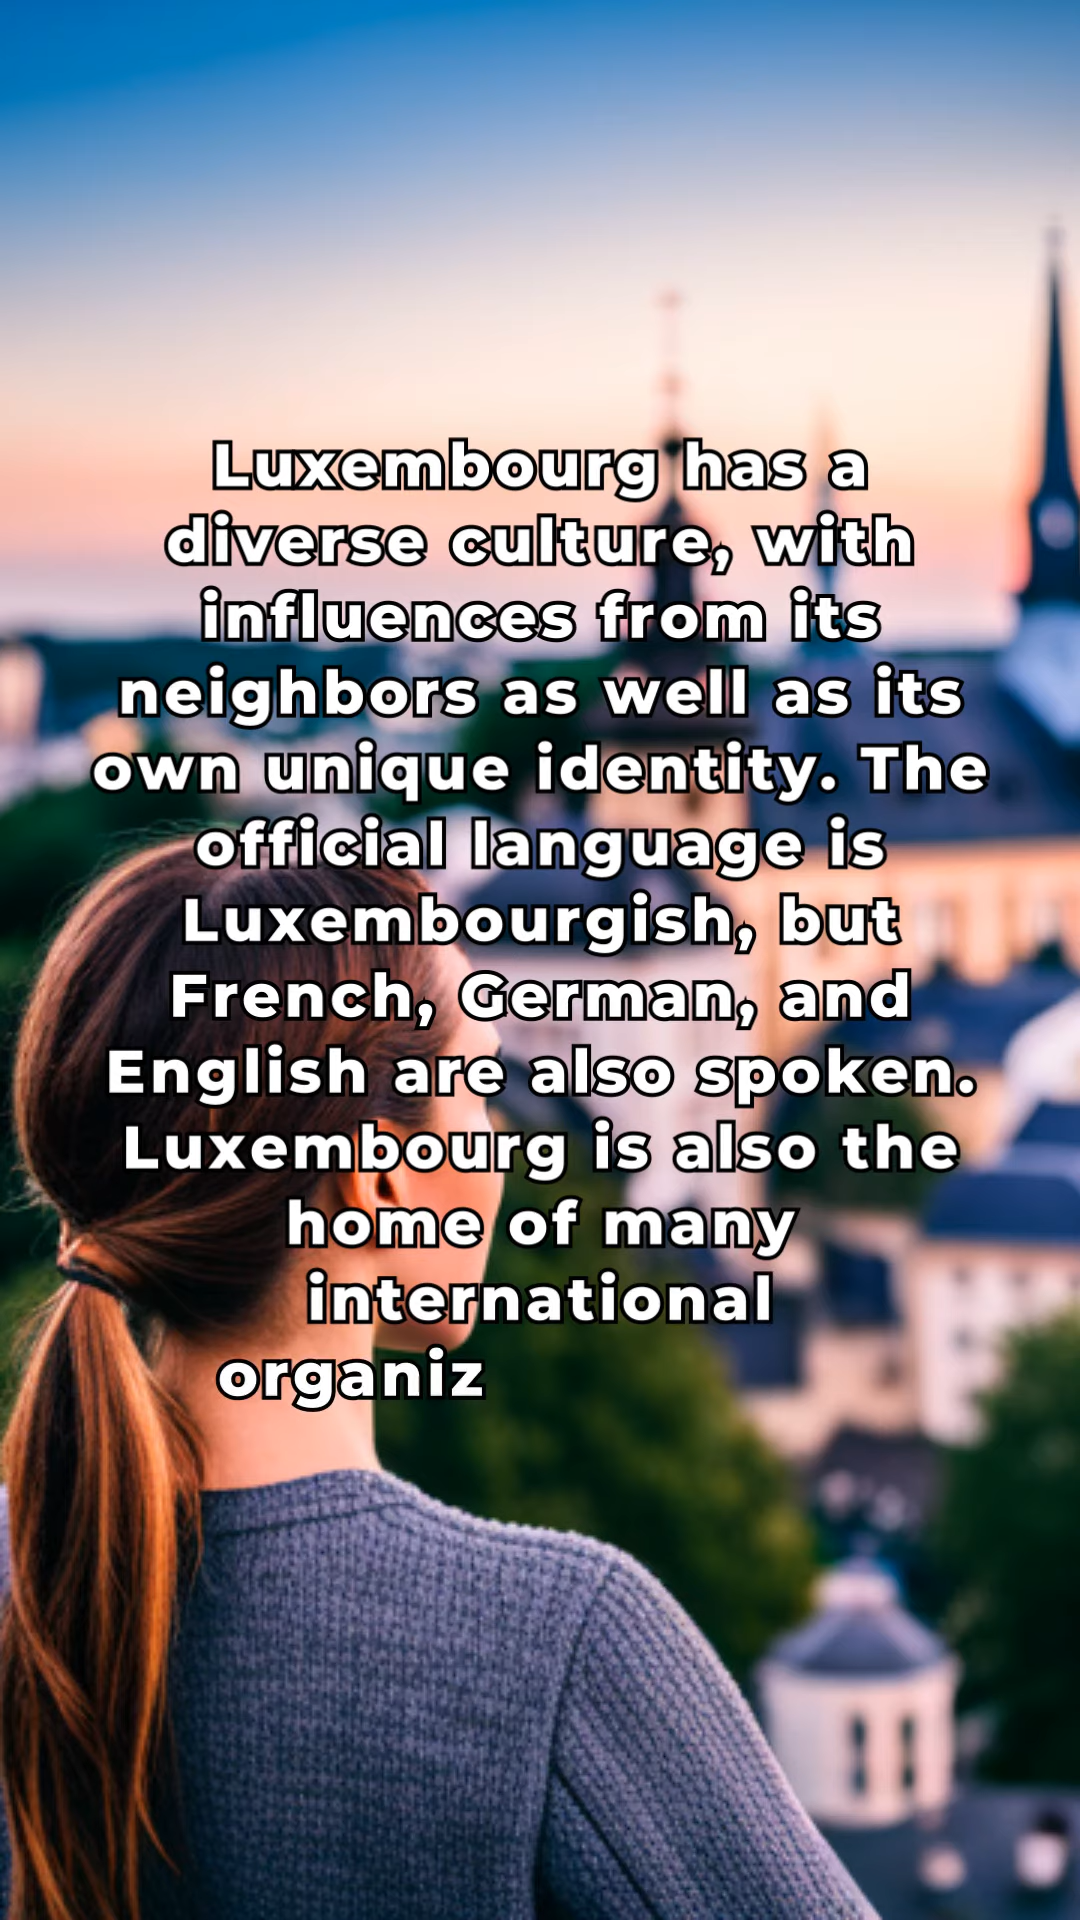 Luxembourg has a
diverse culture, with
influences from its
neighbors as well as its
own unique identity. The
official language is
Luxembourgish, but
French, German, and
English are also spoken.
Luxembourg is also the
home of many
international
organiz